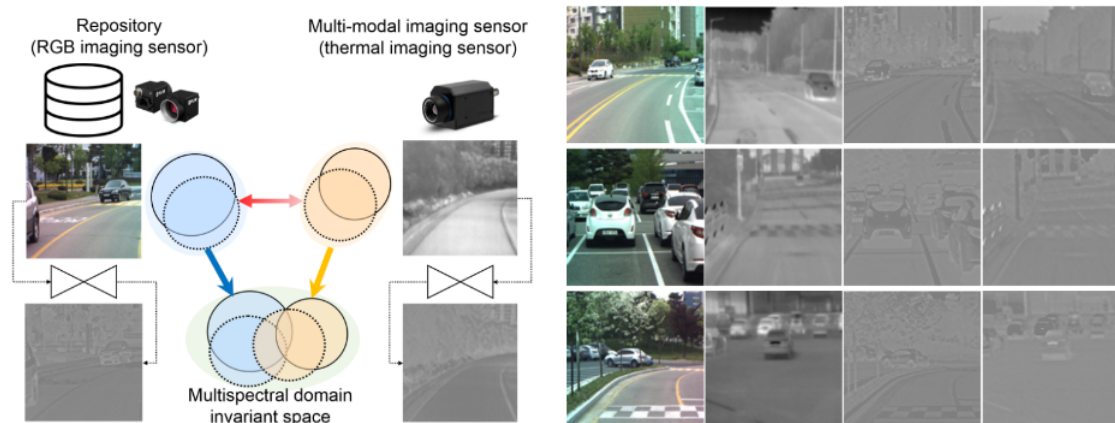 Repository
(RGB imaging sensor)
Multi-modal imaging sensor
(thermal imaging sensor)
Multispectral domain
invariant space